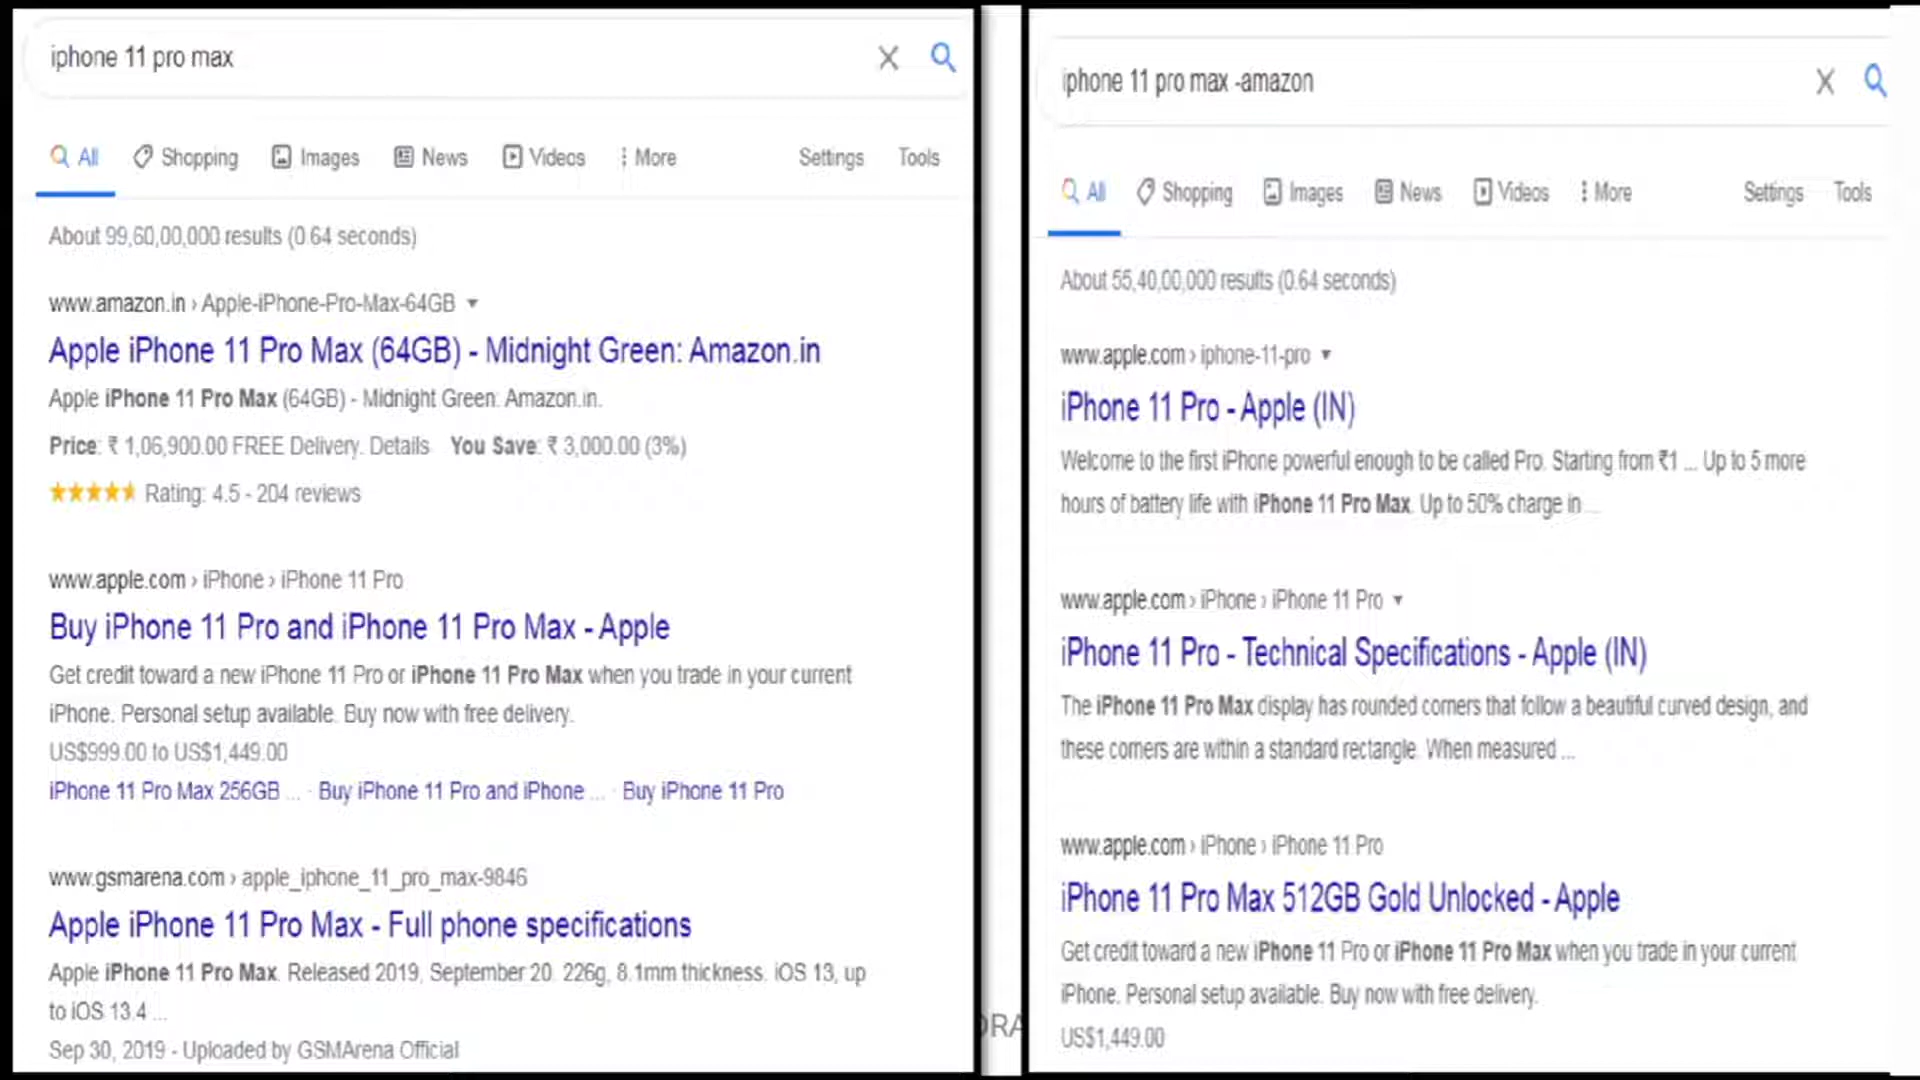 iphone 11 pro max
All Shopping Images News Videos More Settings Tools
About 99,60,00,000 results (0.64 seconds)
www.amazon.in › Apple-iPhone-Pro-Max-64GB
Apple iPhone 11 Pro Max (64GB) - Midnight Green: Amazon.in
Apple iPhone 11 Pro Max (64GB) - Midnight Green: Amazon.in.
Price: ₹ 1,06,900.00 FREE Delivery. Details You Save: ₹ 3,000.00 (3%)
Rating: 4.5 - 204 reviews
www.apple.com › iPhone › iPhone 11 Pro
Buy iPhone 11 Pro and iPhone 11 Pro Max - Apple
Get credit toward a new iPhone 11 Pro or iPhone 11 Pro Max when you trade in your current
iPhone. Personal setup available. Buy now with free delivery.
US$999.00 to US$1,449.00
iPhone 11 Pro Max 256GB ... · Buy iPhone 11 Pro and iPhone ... · Buy iPhone 11 Pro
www.gsmarena.com › apple_iphone_11_pro_max-9846
Apple iPhone 11 Pro Max - Full phone specifications
Apple iPhone 11 Pro Max. Released 2019, September 20. 226g, 8.1mm thickness. iOS 13, up
to iOS 13.4 ...
Sep 30, 2019 - Uploaded by GSMArena Official
iphone 11 pro max -amazon
All Shopping Images News Videos More Settings Tools
About 55,40,00,000 results (0.64 seconds)
www.apple.com › iphone-11-pro
iPhone 11 Pro - Apple (IN)
Welcome to the first iPhone powerful enough to be called Pro. Starting from ₹1 ... Up to 5 more
hours of battery life with iPhone 11 Pro Max. Up to 50% charge in ...
www.apple.com › iPhone › iPhone 11 Pro
iPhone 11 Pro - Technical Specifications - Apple (IN)
The iPhone 11 Pro Max display has rounded corners that follow a beautiful curved design, and
these corners are within a standard rectangle. When measured ...
www.apple.com › iPhone › iPhone 11 Pro
iPhone 11 Pro Max 512GB Gold Unlocked - Apple
Get credit toward a new iPhone 11 Pro or iPhone 11 Pro Max when you trade in your current
iPhone. Personal setup available. Buy now with free delivery.
US$1,449.00